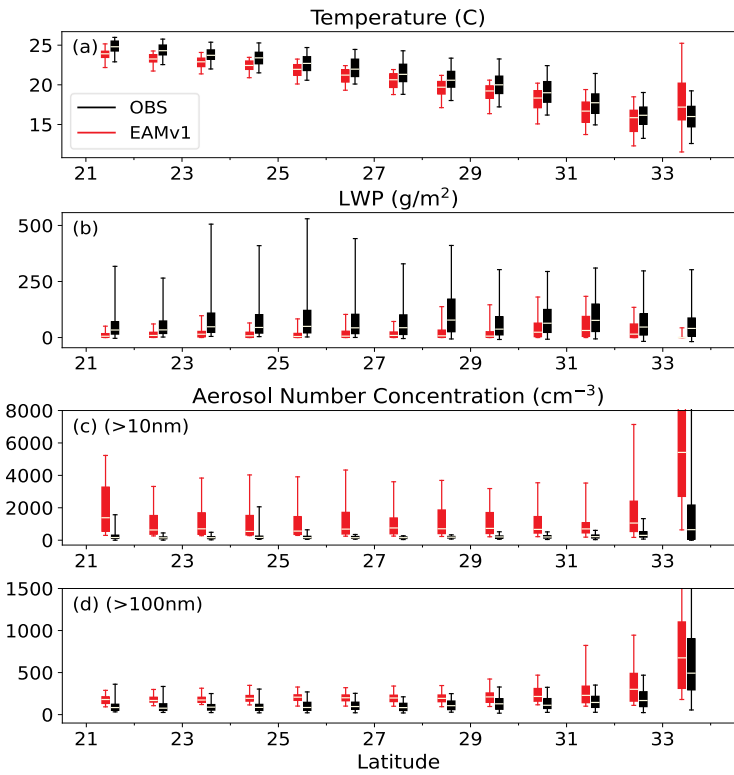 Temperature (C)
(a)
25
20
15
OBS
EAMv1
21 23 25 27 29 31 33
LWP (g/m²)
(b)
500
250
0
21 23 25 27 29 31 33
Aerosol Number Concentration (cm⁻³)
(c) (>10nm)
8000
6000
4000
2000
0
21 23 25 27 29 31 33
(d) (>100nm)
1500
1000
500
0
21 23 25 27 29 31 33
Latitude